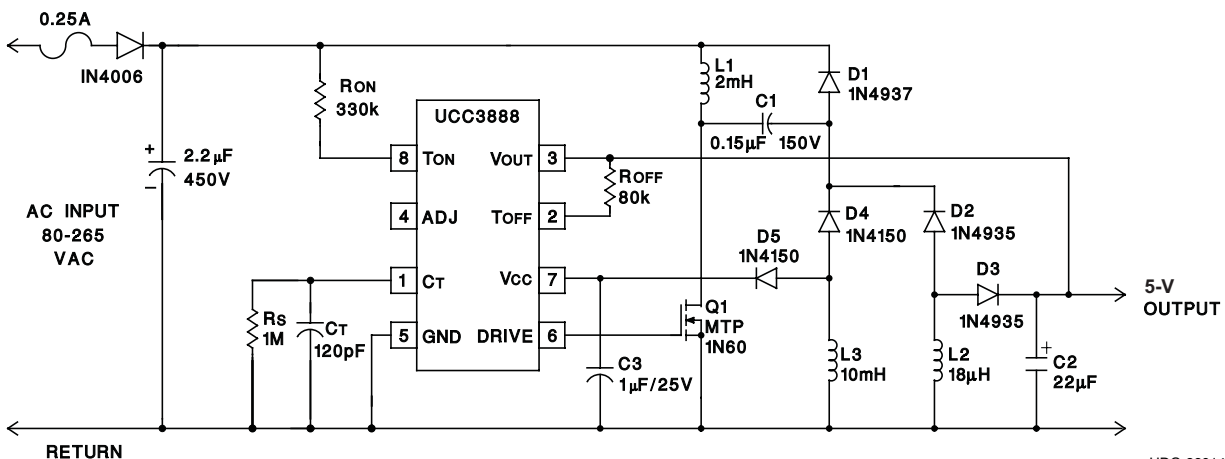 0.25A
IN4006
+
2.2µF
450V
−
AC INPUT
80-265
VAC
RON
330k
UCC3888
8 TON
4 ADJ
1 CT
5 GND
VOUT 3
TOFF 2
VCC 7
DRIVE 6
RS
1M
CT
120pF
ROFF
80k
L1
2mH
C1
0.15µF 150V
D1
1N4937
D4
1N4150
D2
1N4935
D5
1N4150
D3
1N4935
Q1
MTP
1N60
C3
1µF/25V
L3
10mH
L2
18µH
+
C2
22µF
5-V
OUTPUT
RETURN